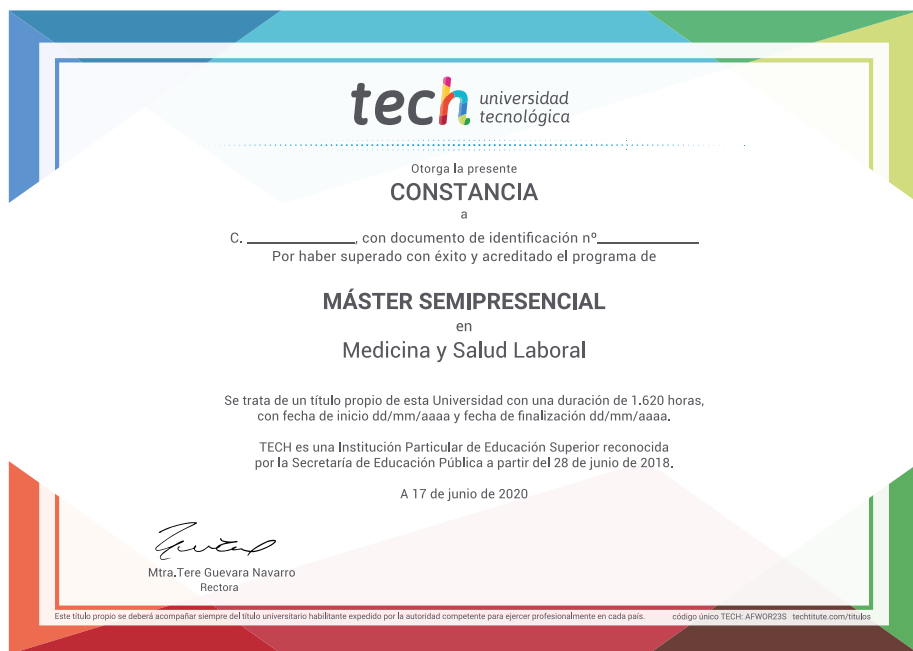 tech universidad
tecnológica
Otorga la presente
CONSTANCIA
a
C. ____________, con documento de identificación nº____________
Por haber superado con éxito y acreditado el programa de
MÁSTER SEMIPRESENCIAL
en
Medicina y Salud Laboral
Se trata de un título propio de esta Universidad con una duración de 1.620 horas,
con fecha de inicio dd/mm/aaaa y fecha de finalización dd/mm/aaaa.
TECH es una Institución Particular de Educación Superior reconocida
por la Secretaría de Educación Pública a partir del 28 de junio de 2018.
A 17 de junio de 2020
Mtra.Tere Guevara Navarro
Rectora
Este título propio se deberá acompañar siempre del título universitario habilitante expedido por la autoridad competente para ejercer profesionalmente en cada país. código único TECH: AFWOR23S techtitute.com/titulos